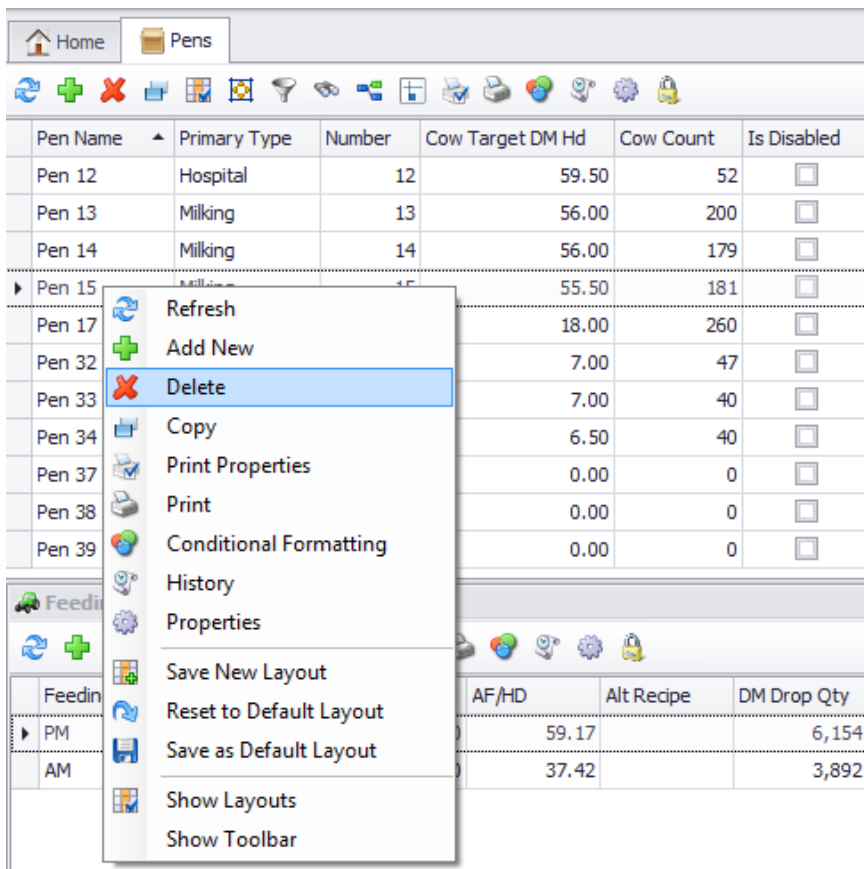 Home Pens
Pen Name Primary Type Number Cow Target DM Hd Cow Count Is Disabled
Pen 12 Hospital 12 59.50 52
Pen 13 Milking 13 56.00 200
Pen 14 Milking 14 56.00 179
Pen 15 Milking 15 55.50 181
Pen 17 18.00 260
Pen 32 7.00 47
Pen 33 7.00 40
Pen 34 6.50 40
Pen 37 0.00 0
Pen 38 0.00 0
Pen 39 0.00 0
Refresh
Add New
Delete
Copy
Print Properties
Print
Conditional Formatting
History
Properties
Save New Layout
Reset to Default Layout
Save as Default Layout
Show Layouts
Show Toolbar
AF/HD Alt Recipe DM Drop Qty
PM 59.17 6,154
AM 37.42 3,892